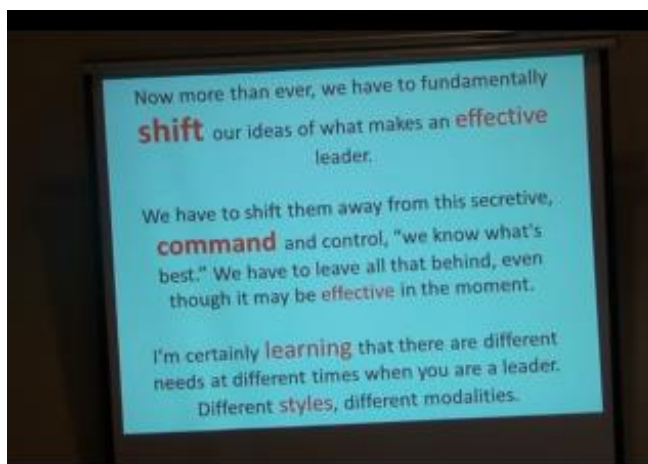 Now more than ever, we have to fundamentally
shift our ideas of what makes an effective
leader.
We have to shift them away from this secretive,
command and control, "we know what's
best." We have to leave all that behind, even
though it may be effective in the moment.
I'm certainly learning that there are different
needs at different times when you are a leader.
Different styles, different modalities.